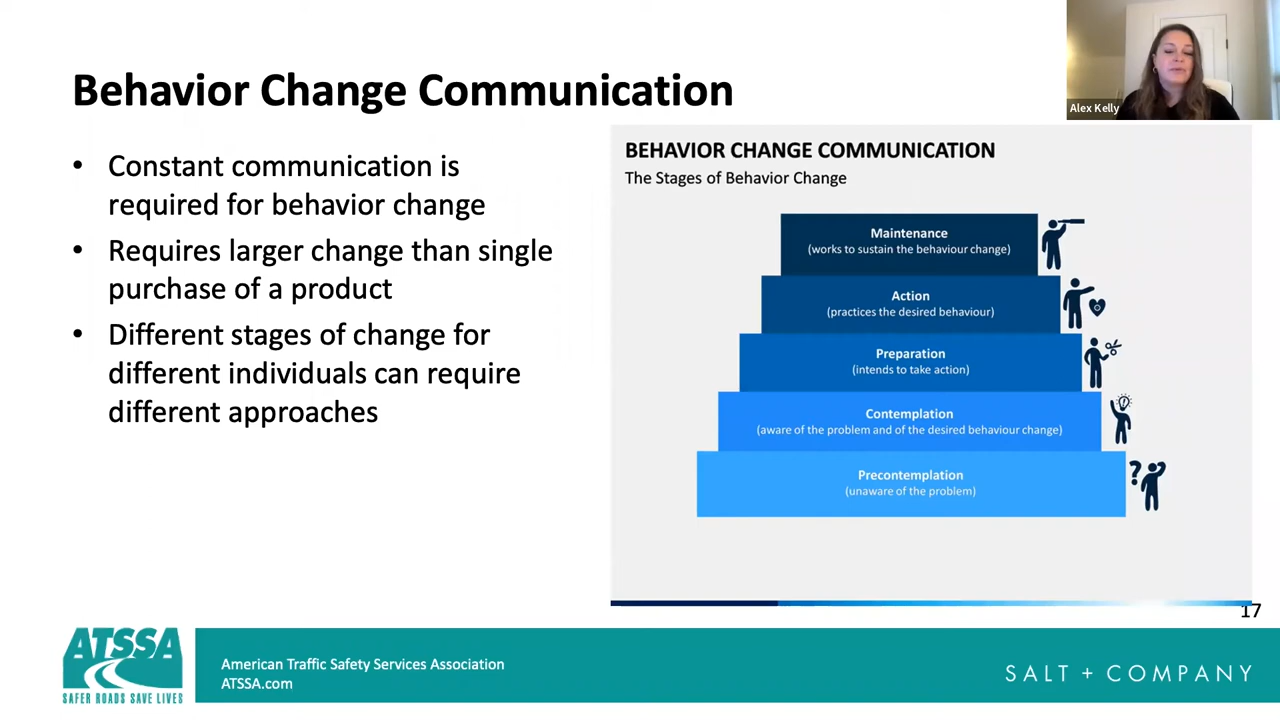 Behavior Change Communication
• Constant communication is
required for behavior change
• Requires larger change than single
purchase of a product
• Different stages of change for
different individuals can require
different approaches
Alex Kelly
BEHAVIOR CHANGE COMMUNICATION
The Stages of Behavior Change
Maintenance
(works to sustain the behaviour change)
Action
(practices the desired behaviour)
Preparation
(intends to take action)
Contemplation
(aware of the problem and of the desired behaviour change)
Precontemplation
(unaware of the problem)
?
17
ATSSA
SAFER ROADS SAVE LIVES
American Traffic Safety Services Association
ATSSA.com
SALT + COMPANY